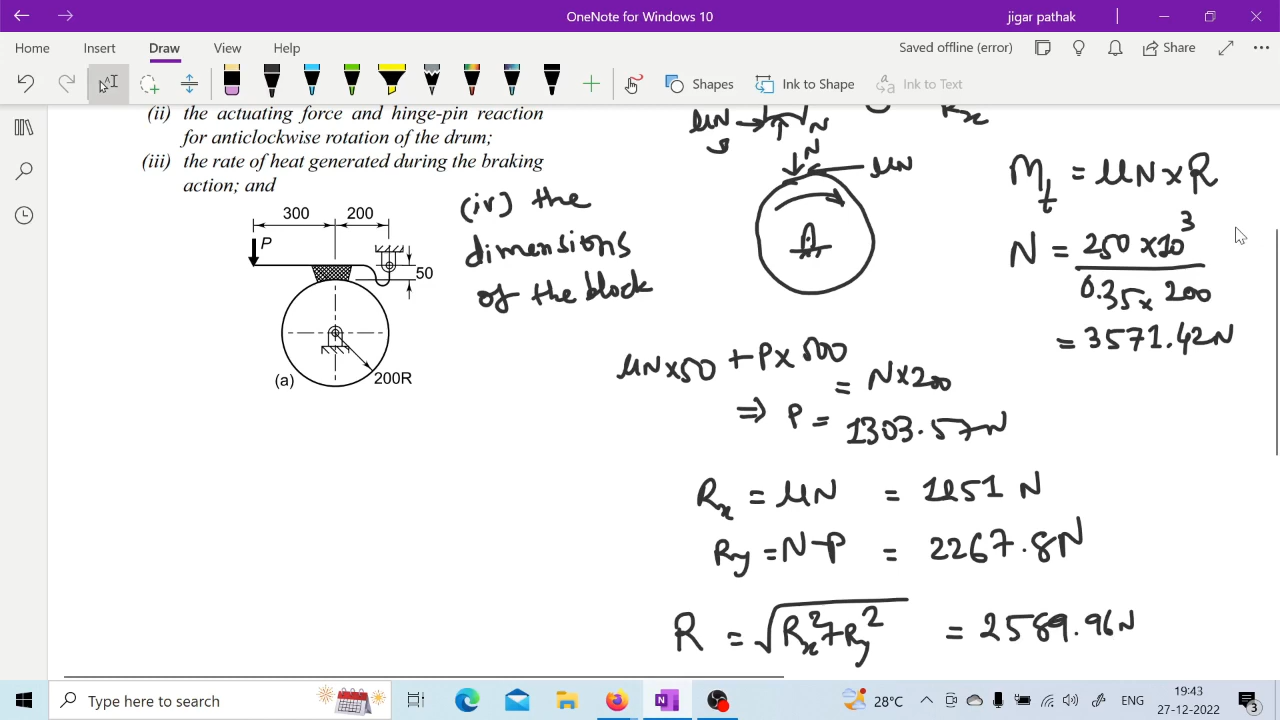 OneNote for Windows 10
jigar pathak
Home Insert Draw View Help
Saved offline (error)
Share
Shapes
Ink to Shape
Ink to Text
(ii) the actuating force and hinge-pin reaction
for anticlockwise rotation of the drum;
(iii) the rate of heat generated during the braking
action; and
(iv) the
dimensions
of the block
300 200
P
50
200R
(a)
μN
N
Rx
N
μN
Mt = μN×R
N = 250 ×10³
0.35× 200
= 3571.42N
μN×50 + P× 500
= N×200
⇒ P = 1303.57N
Rx = μN = 1251 N
Ry = N-P = 2267.8N
R = √Rx²+Ry² = 2589.96N
Type here to search
28°C
ENG
19:43
27-12-2022
3